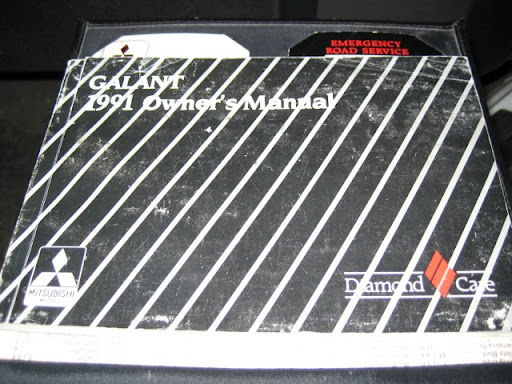 EMERGENCY
ROAD SERVICE
GALANT
1991 Owner's Manual
MITSUBISHI
Diamond Care